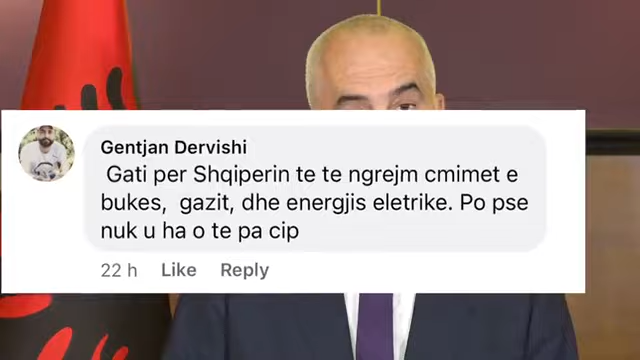 Gentjan Dervishi
Gati per Shqiperin te te ngrejm cmimet e
bukes, gazit, dhe energjis eletrike. Po pse
nuk u ha o te pa cip
22 h Like Reply